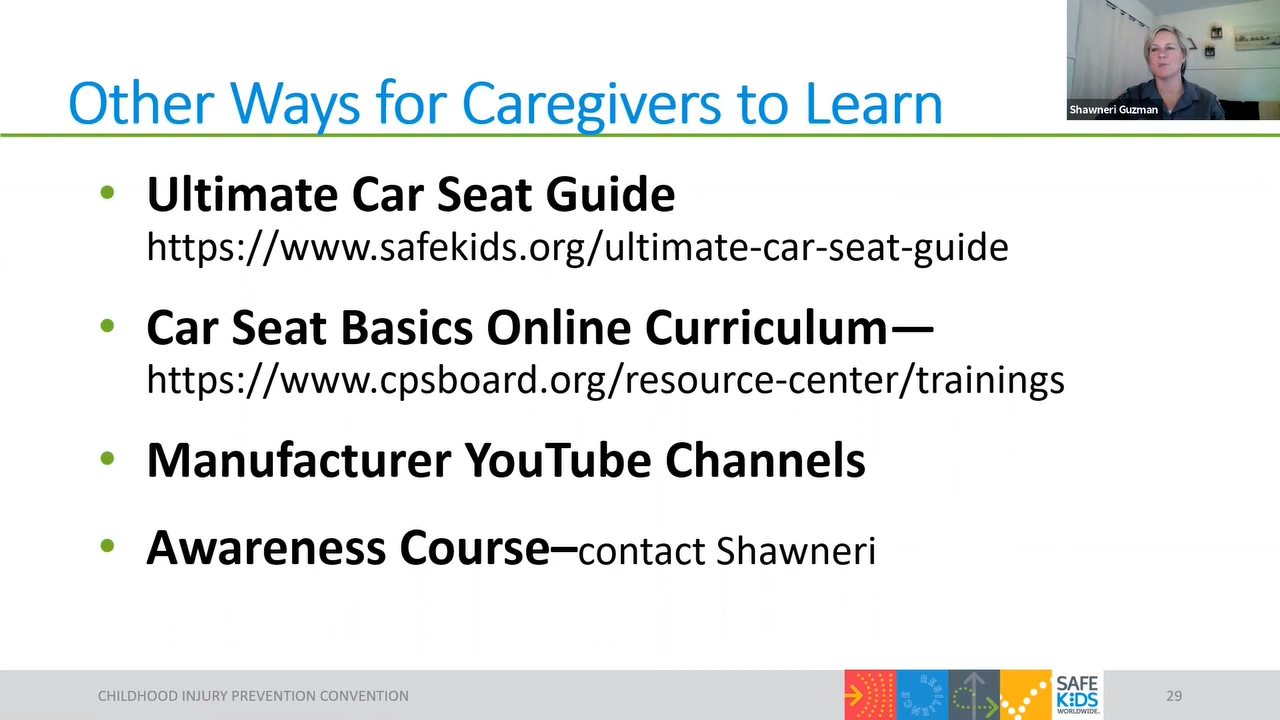 Other Ways for Caregivers to Learn
Shawneri Guzman
• Ultimate Car Seat Guide
https://www.safekids.org/ultimate-car-seat-guide
• Car Seat Basics Online Curriculum—
https://www.cpsboard.org/resource-center/trainings
• Manufacturer YouTube Channels
• Awareness Course–contact Shawneri
CHILDHOOD INJURY PREVENTION CONVENTION
SAFE
KIDS
WORLDWIDE.
29